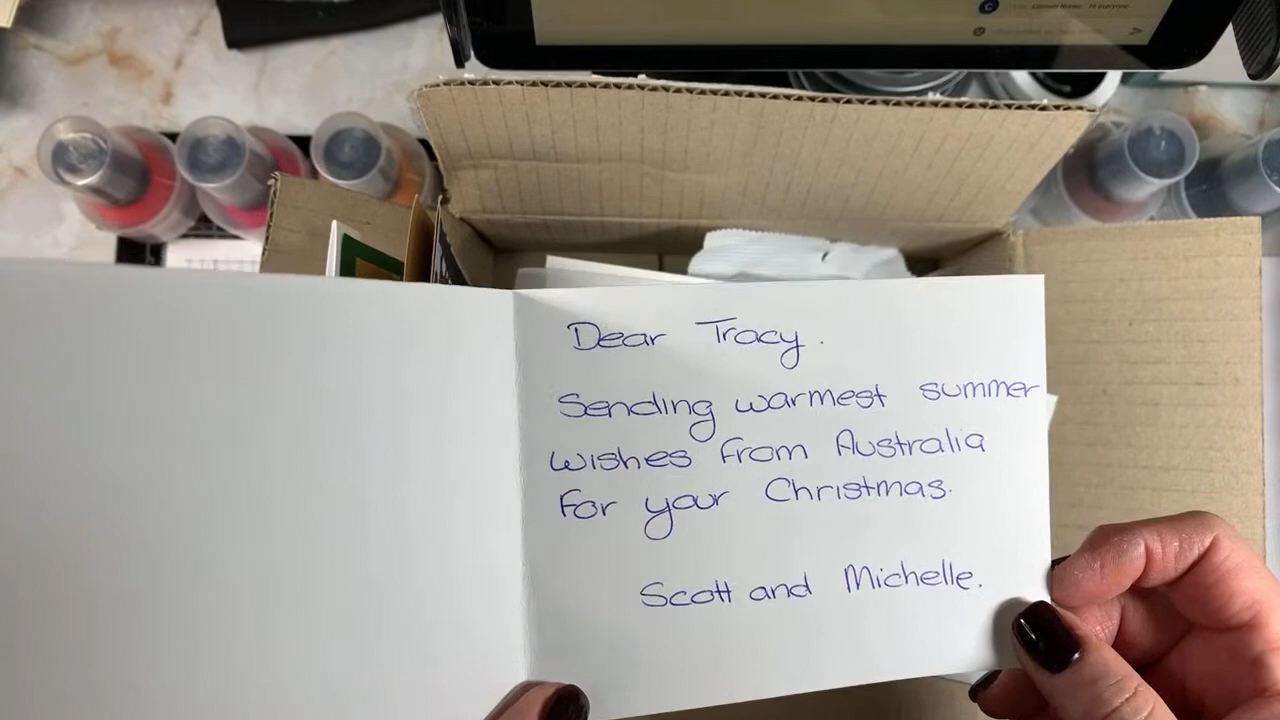 Dear Tracy.
Sending warmest summer
wishes from Australia
for your Christmas.
Scott and Michelle.